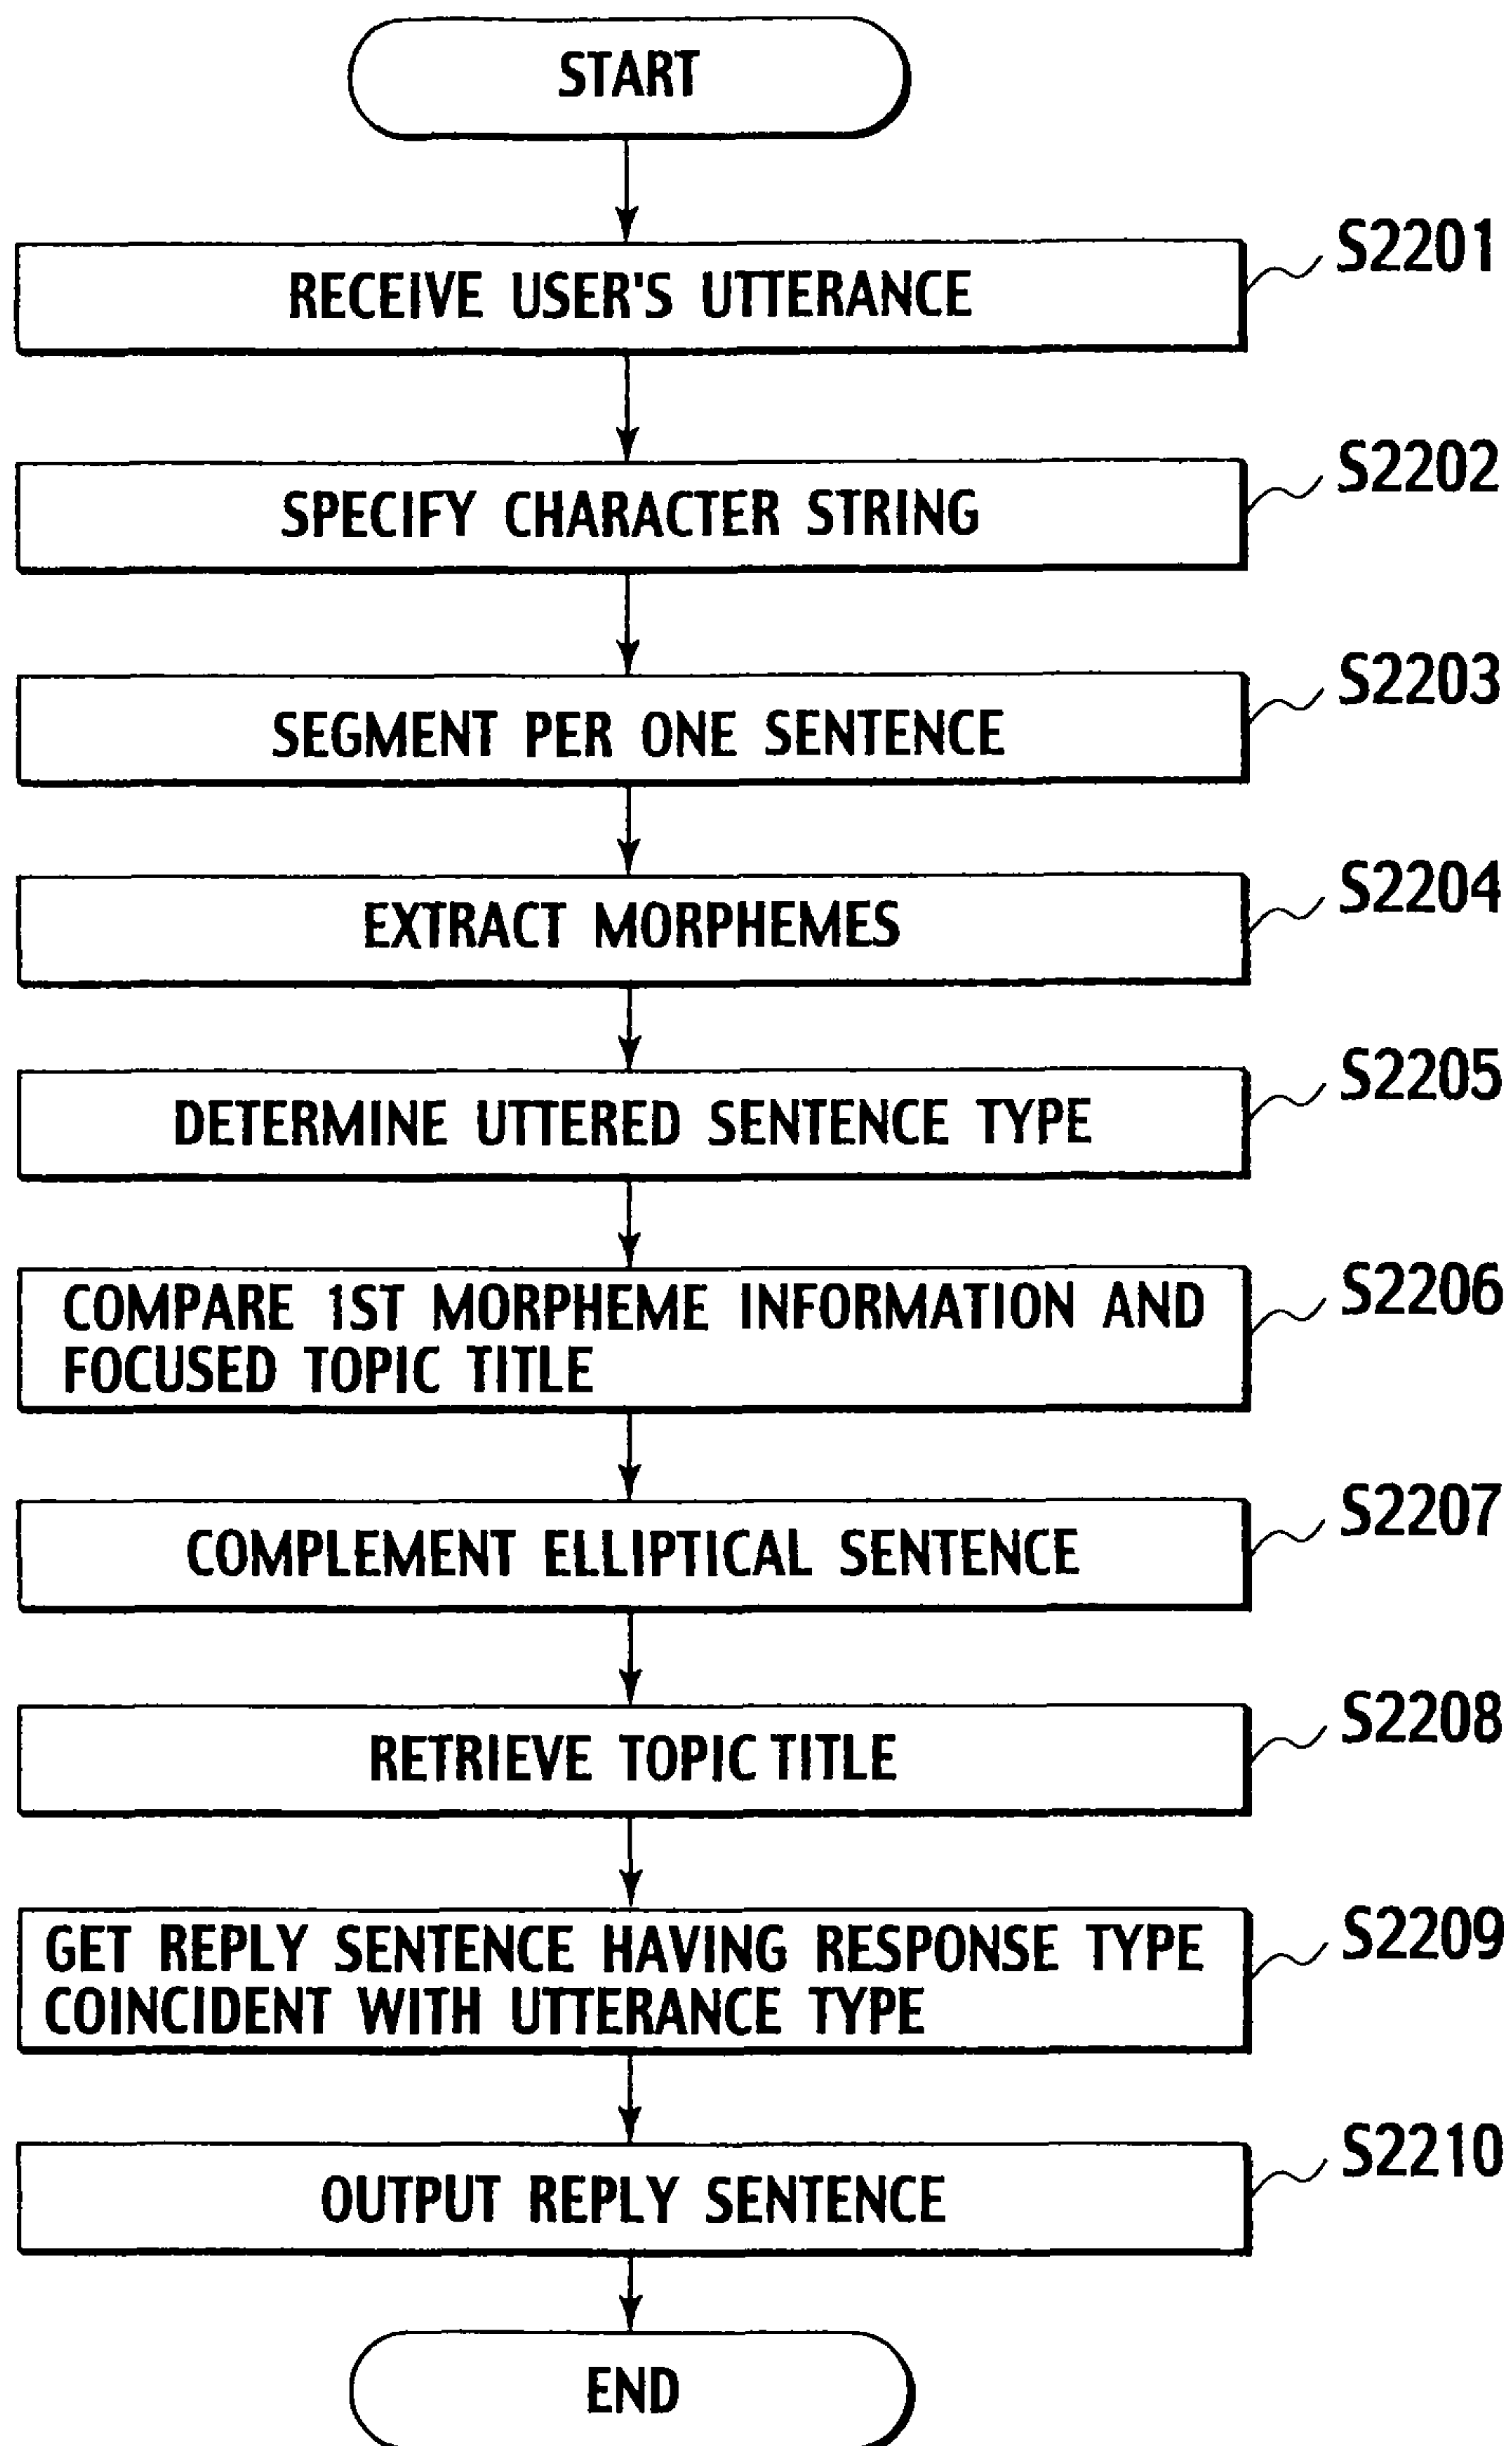 START
RECEIVE USER'S UTTERANCE
S2201
SPECIFY CHARACTER STRING
S2202
SEGMENT PER ONE SENTENCE
S2203
EXTRACT MORPHEMES
S2204
DETERMINE UTTERED SENTENCE TYPE
S2205
COMPARE 1ST MORPHEME INFORMATION AND
FOCUSED TOPIC TITLE
S2206
COMPLEMENT ELLIPTICAL SENTENCE
S2207
RETRIEVE TOPIC TITLE
S2208
GET REPLY SENTENCE HAVING RESPONSE TYPE
COINCIDENT WITH UTTERANCE TYPE
S2209
OUTPUT REPLY SENTENCE
S2210
END